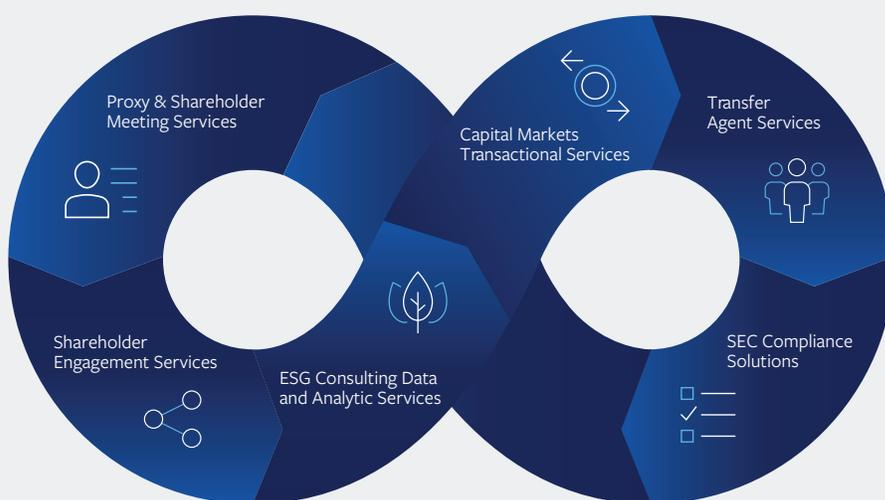 Proxy & Shareholder
Meeting Services
Capital Markets
Transactional Services
Transfer
Agent Services
Shareholder
Engagement Services
ESG Consulting Data
and Analytic Services
SEC Compliance
Solutions